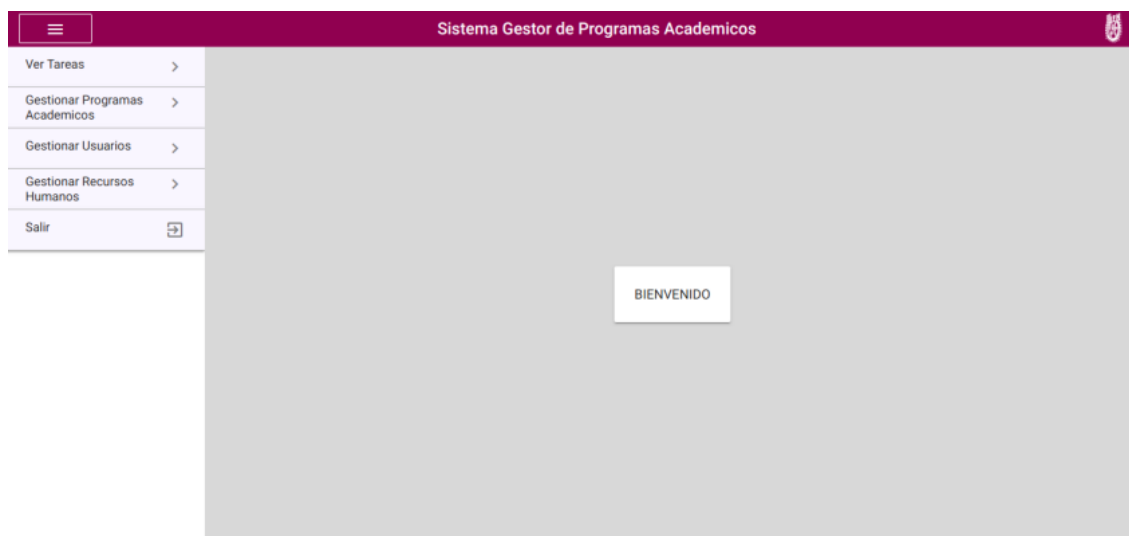 Sistema Gestor de Programas Academicos
Ver Tareas
Gestionar Programas
Academicos
Gestionar Usuarios
Gestionar Recursos
Humanos
Salir
BIENVENIDO